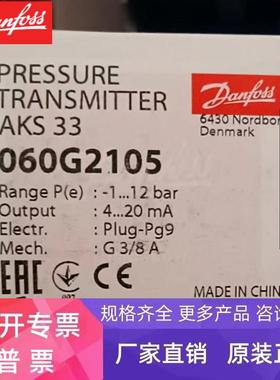 Danfoss
PRESSURE
TRANSMITTER
AKS 33
Danfoss
6430 Nordbor
Denmark
060G2105
Range P(e) : -1...12 bar
Output : 4...20 mA
Electr. : Plug-Pg9
Mech. : G 3/8 A
EAC
MADE IN CHIN
开专票
普票
规格齐全 更多产品 咨询
厂家直销 原装正